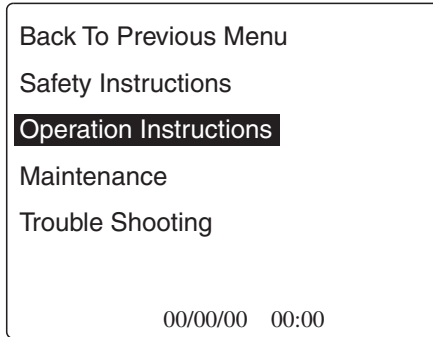 Back To Previous Menu
Safety Instructions
Operation Instructions
Maintenance
Trouble Shooting
00/00/00 00:00